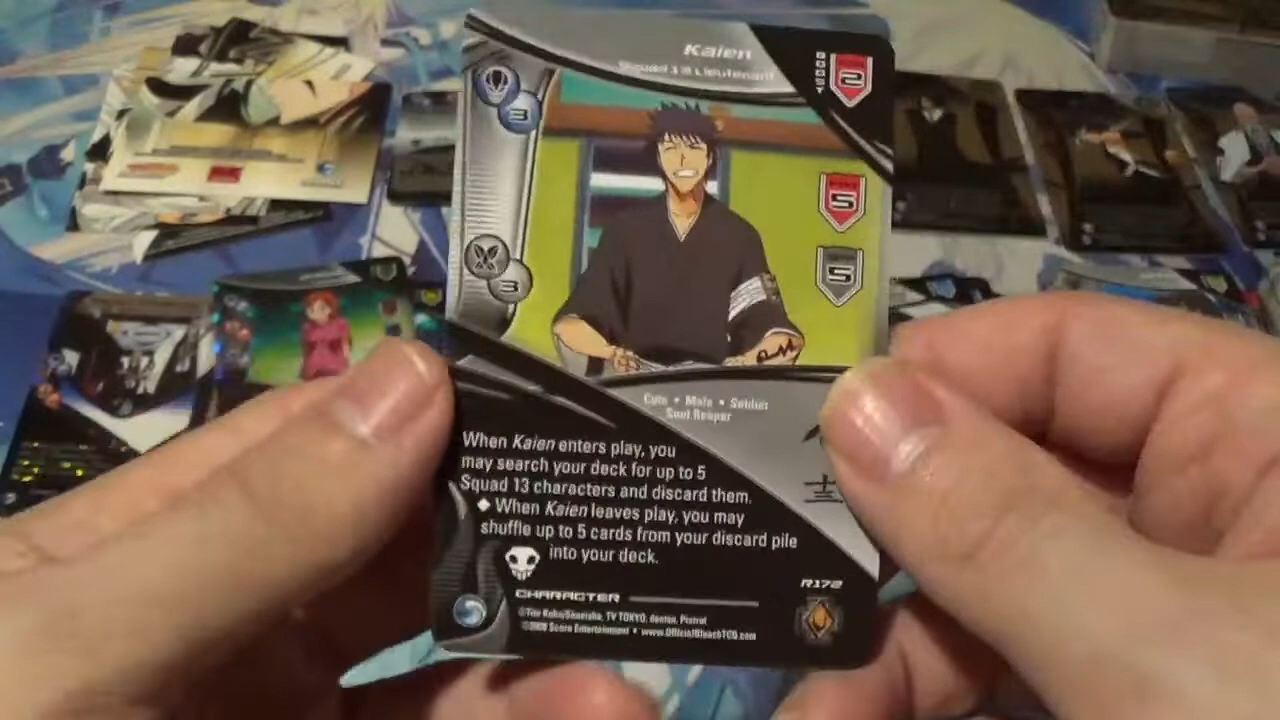 Kaien
Squad 13 Lieutenant
BOOST
2
3
5
5
3
Cute • Male • Soldier
Soul Reaper
When Kaien enters play, you
may search your deck for up to 5
Squad 13 characters and discard them.
◆ When Kaien leaves play, you may
shuffle up to 5 cards from your discard pile
into your deck.
R172
CHARACTER
©Tite Kubo/Shueisha, TV TOKYO, dentsu, Pierrot
Score Entertainment • www.OfficialBleachTCG.com